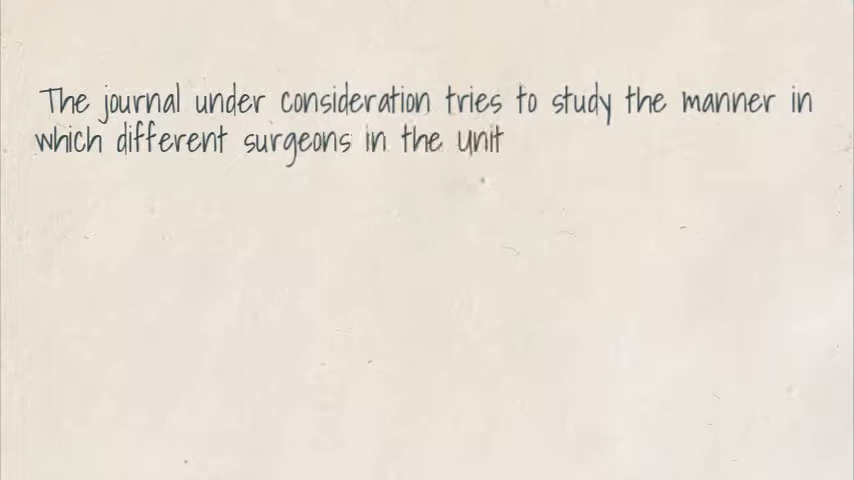 The journal under consideration tries to study the manner in
which different surgeons in the unit